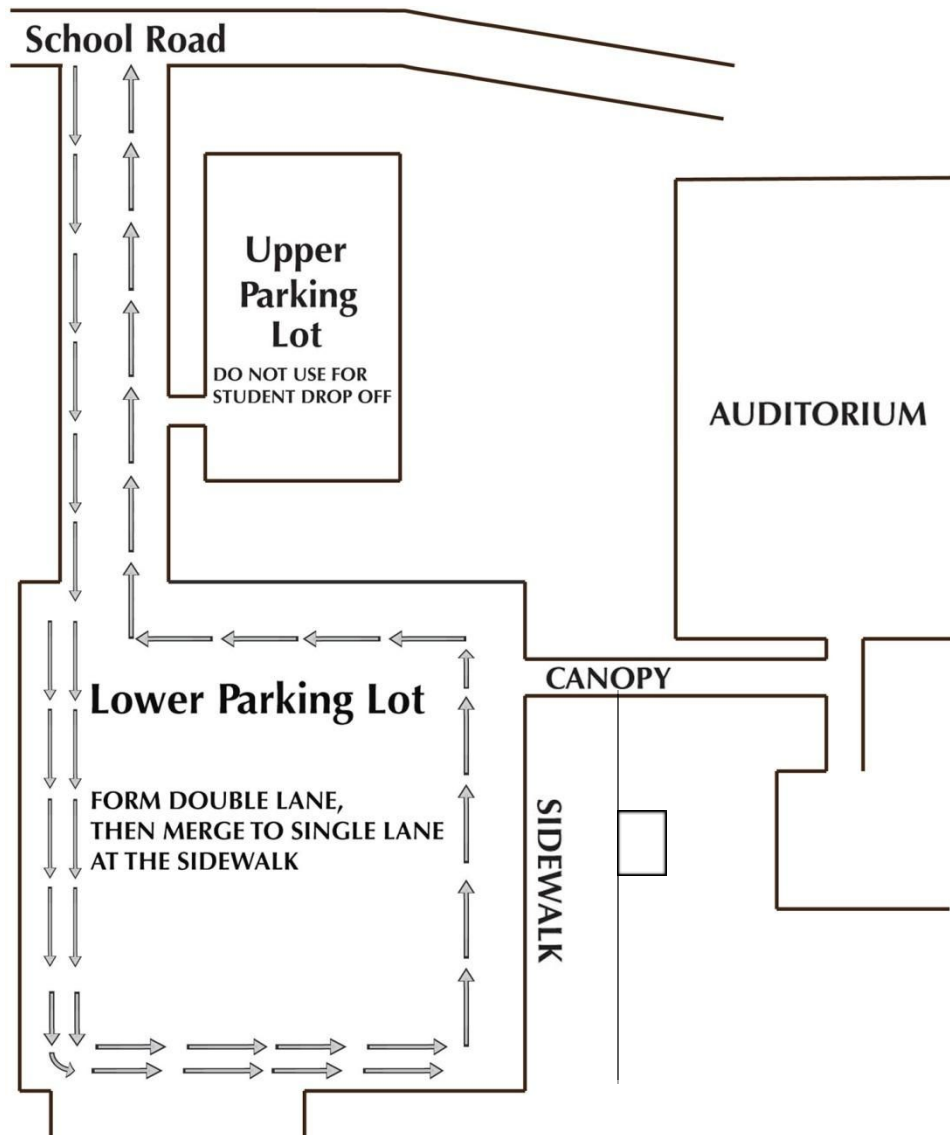 School Road
Upper
Parking
Lot
DO NOT USE FOR
STUDENT DROP OFF
AUDITORIUM
CANOPY
Lower Parking Lot
FORM DOUBLE LANE,
THEN MERGE TO SINGLE LANE
AT THE SIDEWALK
SIDEWALK